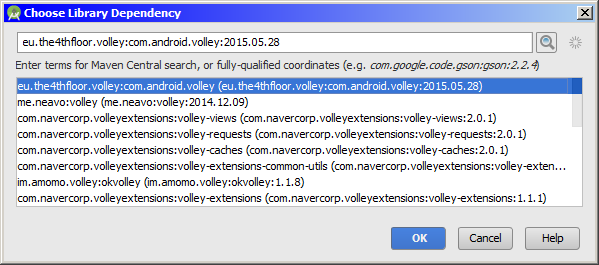 Choose Library Dependency
eu.the4thfloor.volley:com.android.volley:2015.05.28
Enter terms for Maven Central search, or fully-qualified coordinates (e.g. com.google.code.gson:gson:2.2.4)
eu.the4thfloor.volley:com.android.volley (eu.the4thfloor.volley:com.android.volley:2015.05.28)
me.neavo:volley (me.neavo:volley:2014.12.09)
com.navercorp.volleyextensions:volley-views (com.navercorp.volleyextensions:volley-views:2.0.1)
com.navercorp.volleyextensions:volley-requests (com.navercorp.volleyextensions:volley-requests:2.0.1)
com.navercorp.volleyextensions:volley-caches (com.navercorp.volleyextensions:volley-caches:2.0.1)
com.navercorp.volleyextensions:volley-extensions-common-utils (com.navercorp.volleyextensions:volley-exten...
im.amomo.volley:okvolley (im.amomo.volley:okvolley:1.1.8)
com.navercorp.volleyextensions:volley-extensions (com.navercorp.volleyextensions:volley-extensions:1.1.1)
OK Cancel Help